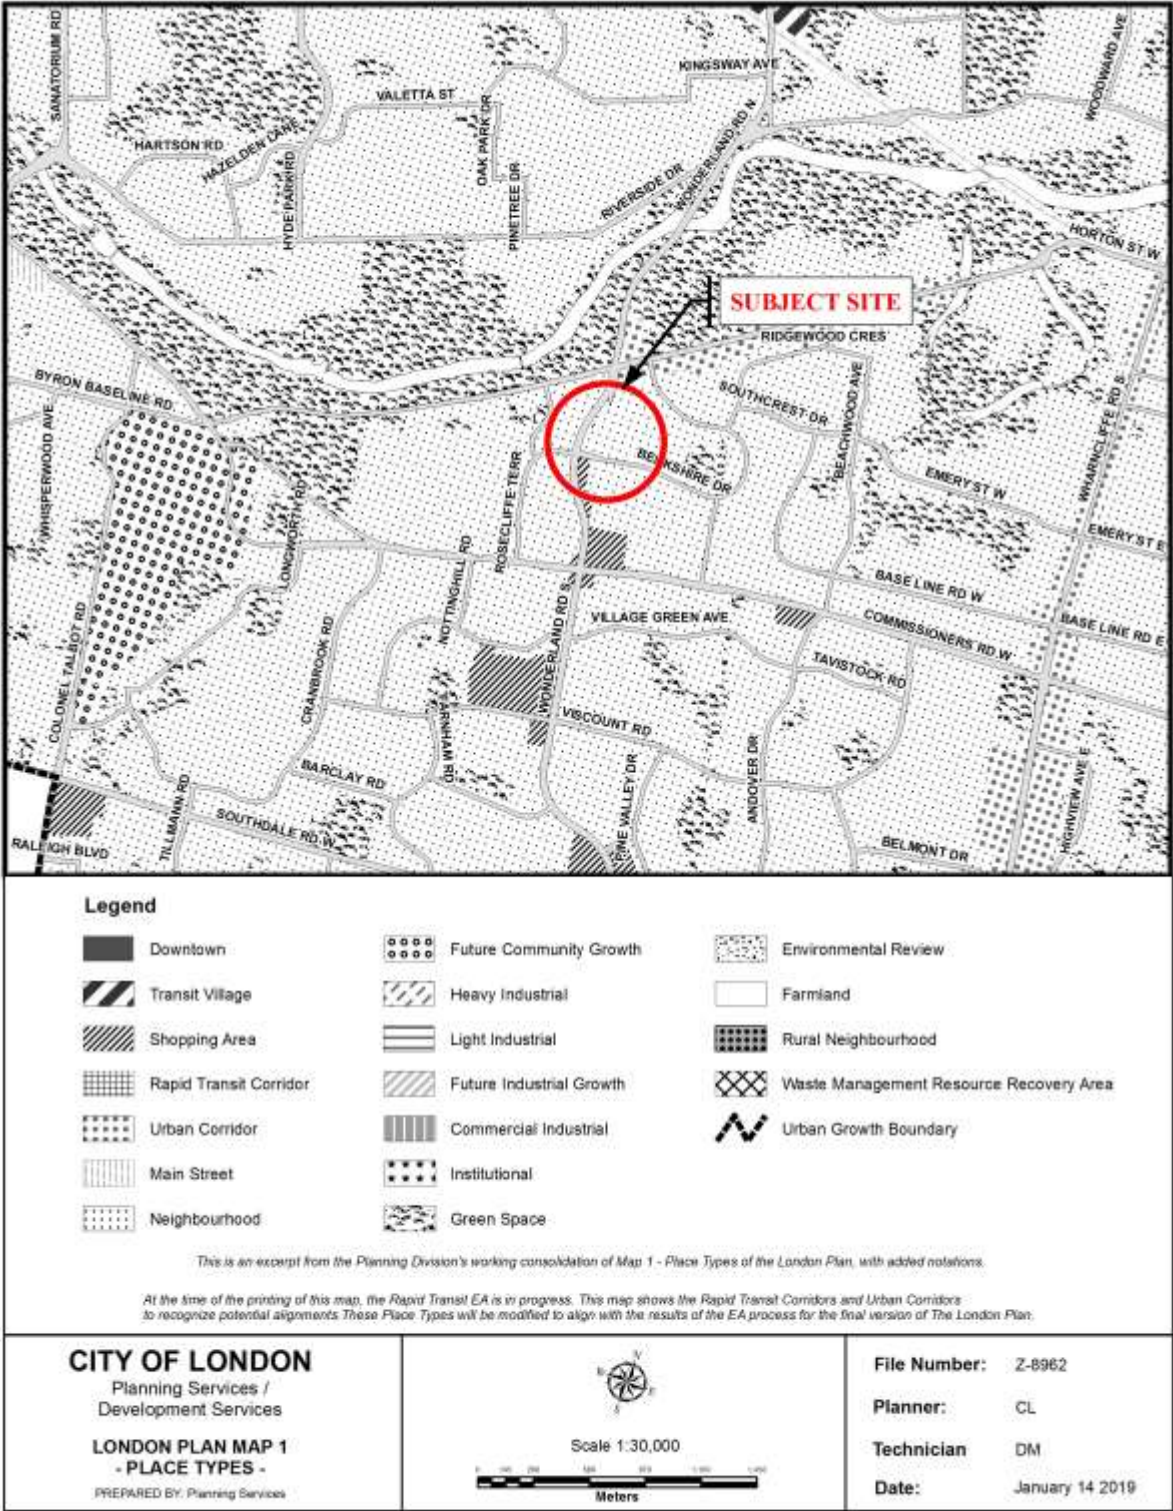 SANATORIUM RD
KINGSWAY AVE
WOODWARD AVE
VALETTA ST
OAK PARK DR
HARTSON RD
HAZELDEN LANE
HYDE PARK RD
PINETREE DR
RIVERSIDE DR
WONDERLAND RD N
HORTON ST W
SUBJECT SITE
RIDGEWOOD CRES
BYRON BASELINE RD
SOUTHCREST DR
BEACHWOOD AVE
WHARNCLIFFE RD S
WHISPERWOOD AVE
ROSECLIFFE TERR
BERKSHIRE DR
EMERY ST W
EMERY ST E
LONGWORTH RD
NOTTINGHILL RD
BASE LINE RD W
BASE LINE RD E
COLONEL TALBOT RD
WONDERLAND RD S
VILLAGE GREEN AVE
COMMISSIONERS RD W
CRANBROOK RD
TAVISTOCK RD
FARNHAM RD
VISCOUNT RD
BARCLAY RD
PINE VALLEY DR
ANDOVER DR
HIGHVIEW AVE E
TILLMANN RD
SOUTHDALE RD W
RALEIGH BLVD
BELMONT DR
Legend
Downtown
Transit Village
Shopping Area
Rapid Transit Corridor
Urban Corridor
Main Street
Neighbourhood
Future Community Growth
Heavy Industrial
Light Industrial
Future Industrial Growth
Commercial Industrial
Institutional
Green Space
Environmental Review
Farmland
Rural Neighbourhood
Waste Management Resource Recovery Area
Urban Growth Boundary
This is an excerpt from the Planning Division's working consolidation of Map 1 - Place Types of the London Plan, with added notations.
At the time of the printing of this map, the Rapid Transit EA is in progress. This map shows the Rapid Transit Corridors and Urban Corridors
to recognize potential alignments These Place Types will be modified to align with the results of the EA process for the final version of The London Plan.
CITY OF LONDON
Planning Services /
Development Services
LONDON PLAN MAP 1
- PLACE TYPES -
PREPARED BY: Planning Services
N
E
S
Scale 1:30,000
Meters
File Number: Z-8962
Planner: CL
Technician DM
Date: January 14 2019